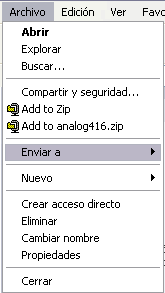 Archivo Edición Ver Favo
Abrir
Explorar
Buscar...
Compartir y seguridad...
Add to Zip
Add to analog416.zip
Enviar a
Nuevo
Crear acceso directo
Eliminar
Cambiar nombre
Propiedades
Cerrar